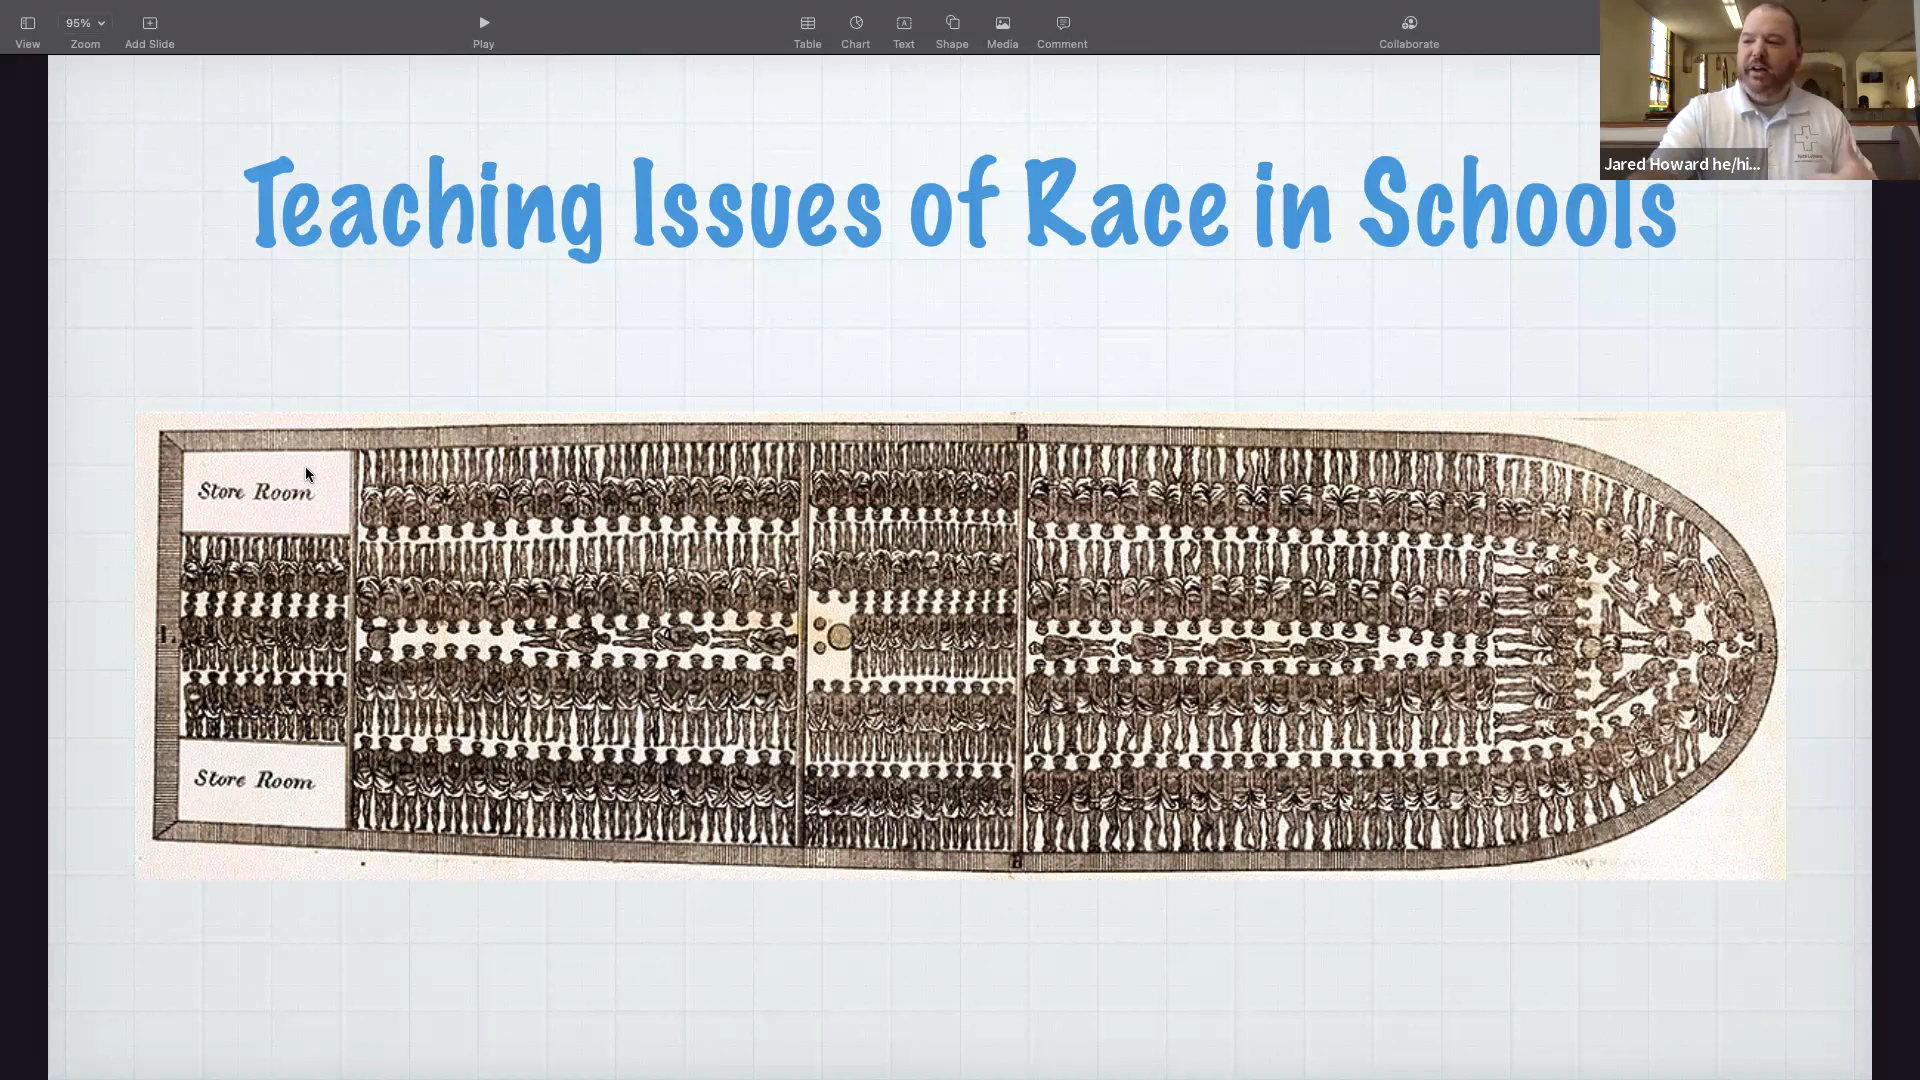 95%
View
Zoom
Add Slide
Play
Table
Chart
Text
Shape
Media
Comment
Collaborate
Jared Howard he/hi...
Teaching Issues of Race in Schools
B
Store Room
Store Room